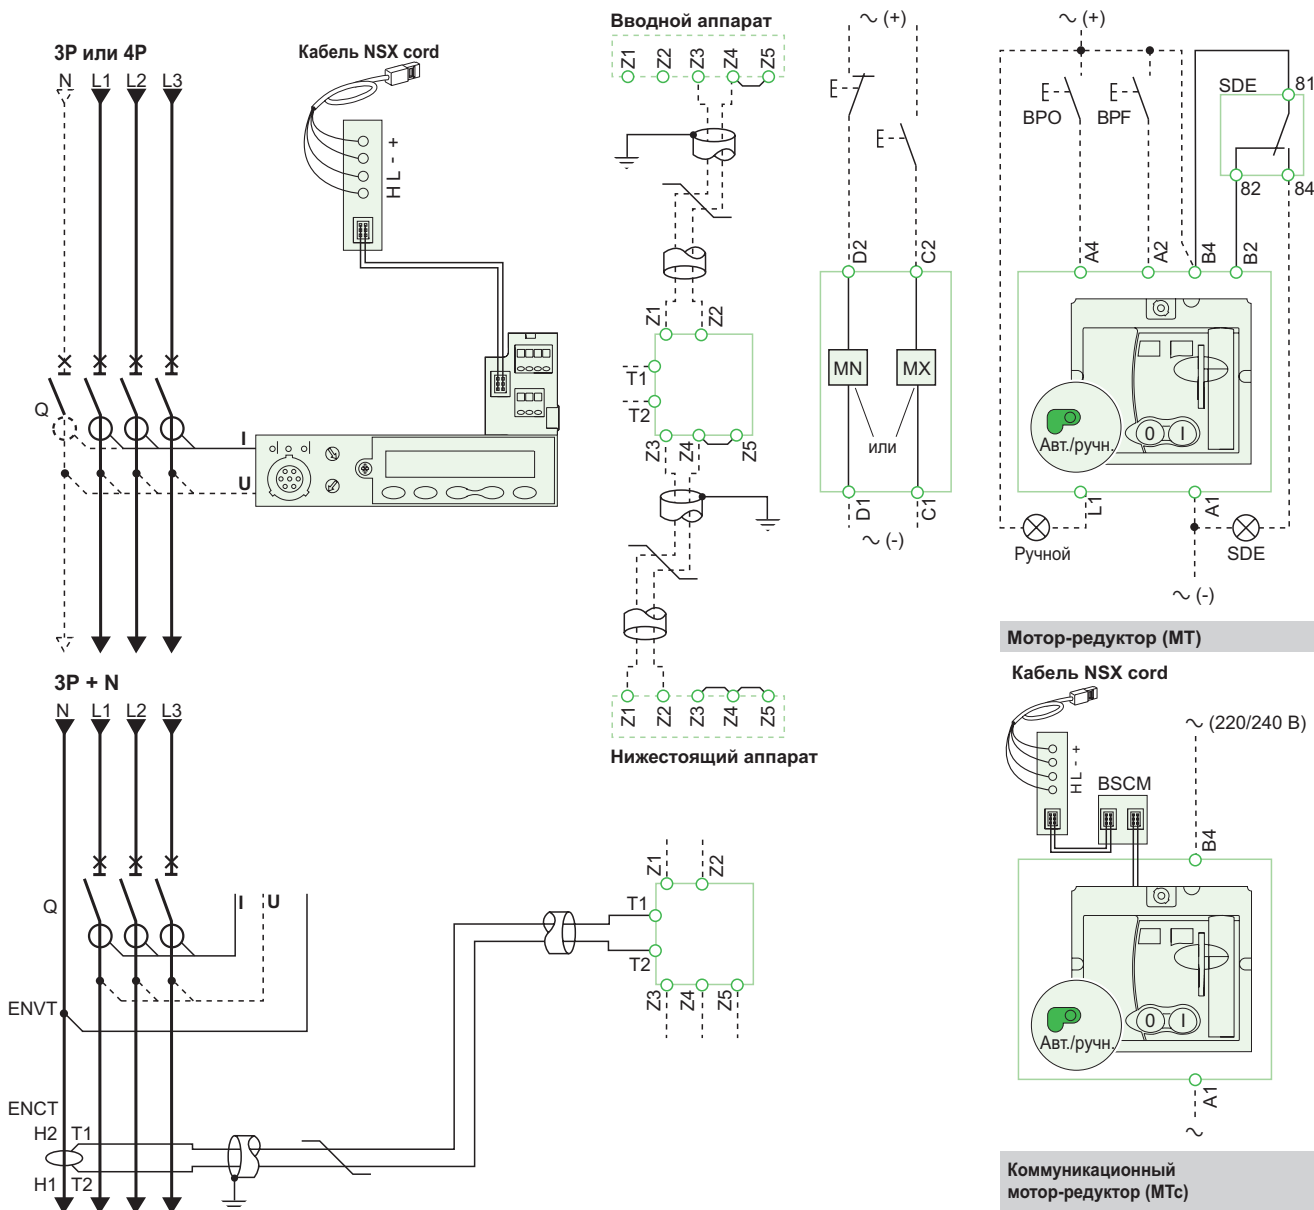 3P или 4P
N L1 L2 L3
Q
I
U
Кабель NSX cord
H L - +
Вводной аппарат
Z1 Z2 Z3 Z4 Z5
Z1 Z2
T1
T2
Z3 Z4 Z5
Z1 Z2 Z3 Z4 Z5
Нижестоящий аппарат
~ (+)
D2 C2
MN MX
или
D1 C1
~ (-)
~ (+)
BPO BPF
SDE
81
82 84
A4 A2 B4 B2
Авт./ручн.
0 I
L1 A1
Ручной
SDE
~ (-)
Мотор-редуктор (MT)
3P + N
N L1 L2 L3
Q
I U
ENVT
ENCT
H2 T1
H1 T2
Z1 Z2
T1
T2
Z3 Z4 Z5
Кабель NSX cord
H L - +
BSCM
~ (220/240 В)
B4
Авт./ручн.
0 I
A1
~
Коммуникационный
мотор-редуктор (MTc)